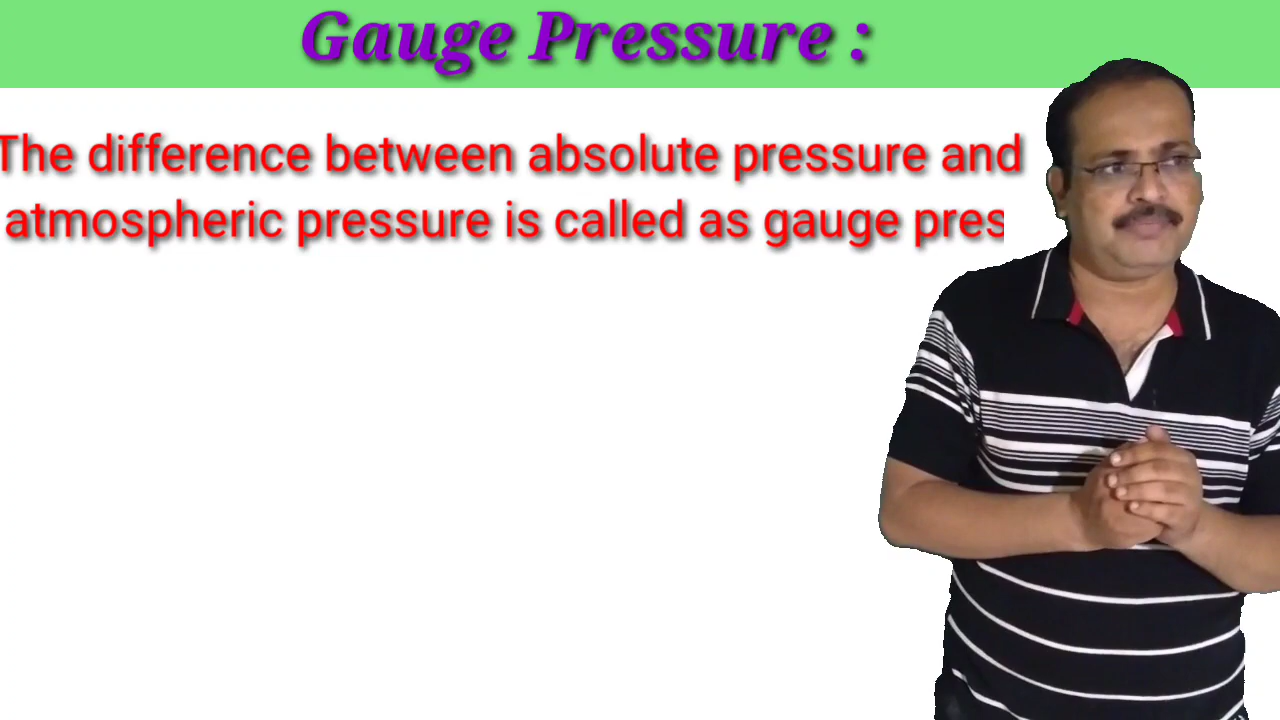 Gauge Pressure :
The difference between absolute pressure and
atmospheric pressure is called as gauge pres